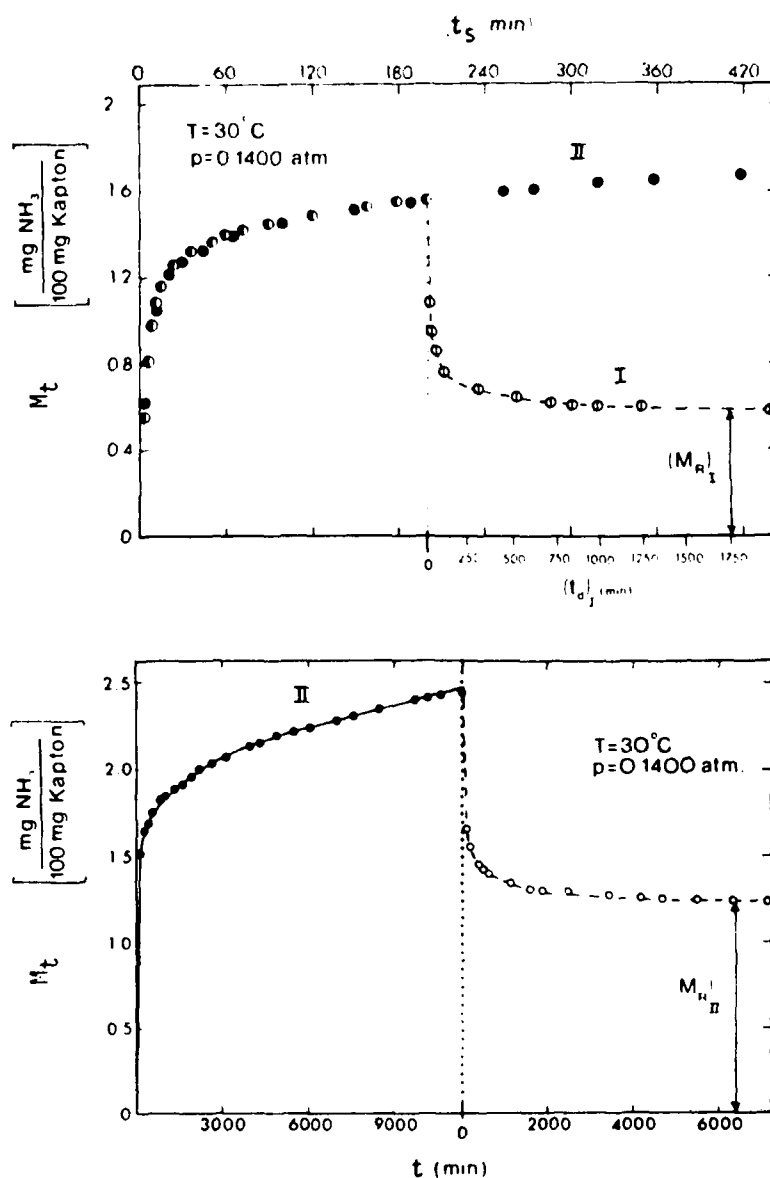 t_s min)
0 60 120 180 240 300 360 420
T=30°C
p=0.1400 atm
II
I
2
1.6
1.2
0.8
0.4
0
M_t [mg NH₃ / 100 mg Kapton]
(M_R)_I
0 250 500 750 1000 1250 1500 1750
(t_d)_I (min)
II
T=30°C
p=0.1400 atm.
2.5
2.0
1.5
1.0
0.5
0
M_t [mg NH₃ / 100 mg Kapton]
M_R)_II
3000 6000 9000 0 2000 4000 6000
t (min)